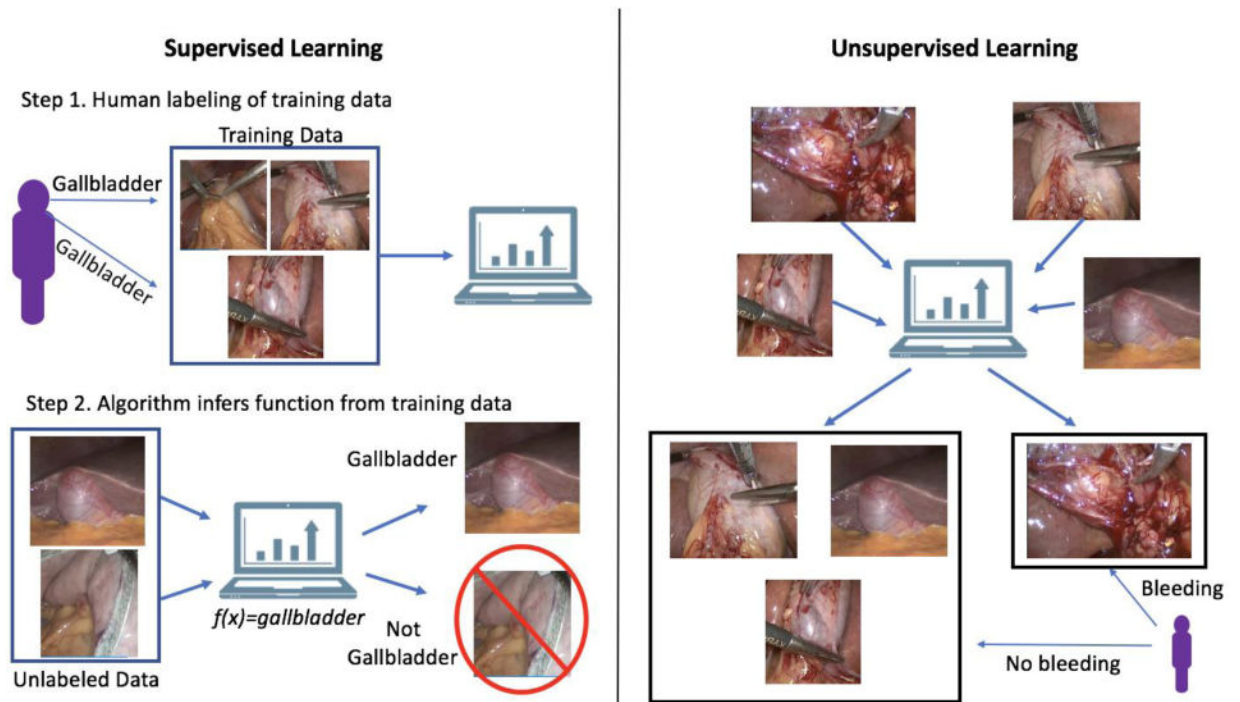 Supervised Learning
Step 1. Human labeling of training data
Training Data
Gallbladder
Gallbladder
Step 2. Algorithm infers function from training data
Gallbladder
f(x)=gallbladder
Not
Gallbladder
Unlabeled Data
Unsupervised Learning
Bleeding
No bleeding